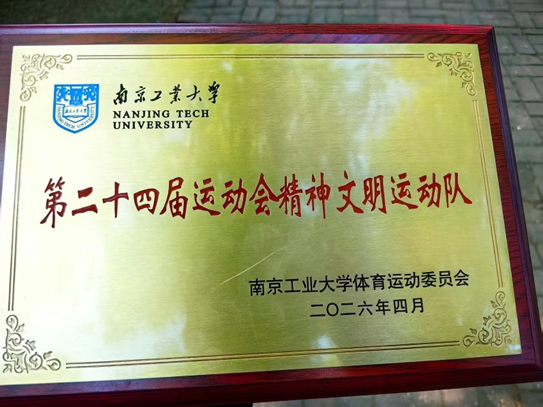 南京工业大学
NANJING TECH
UNIVERSITY
第二十四届运动会精神文明运动队
南京工业大学体育运动委员会
二〇二六年四月